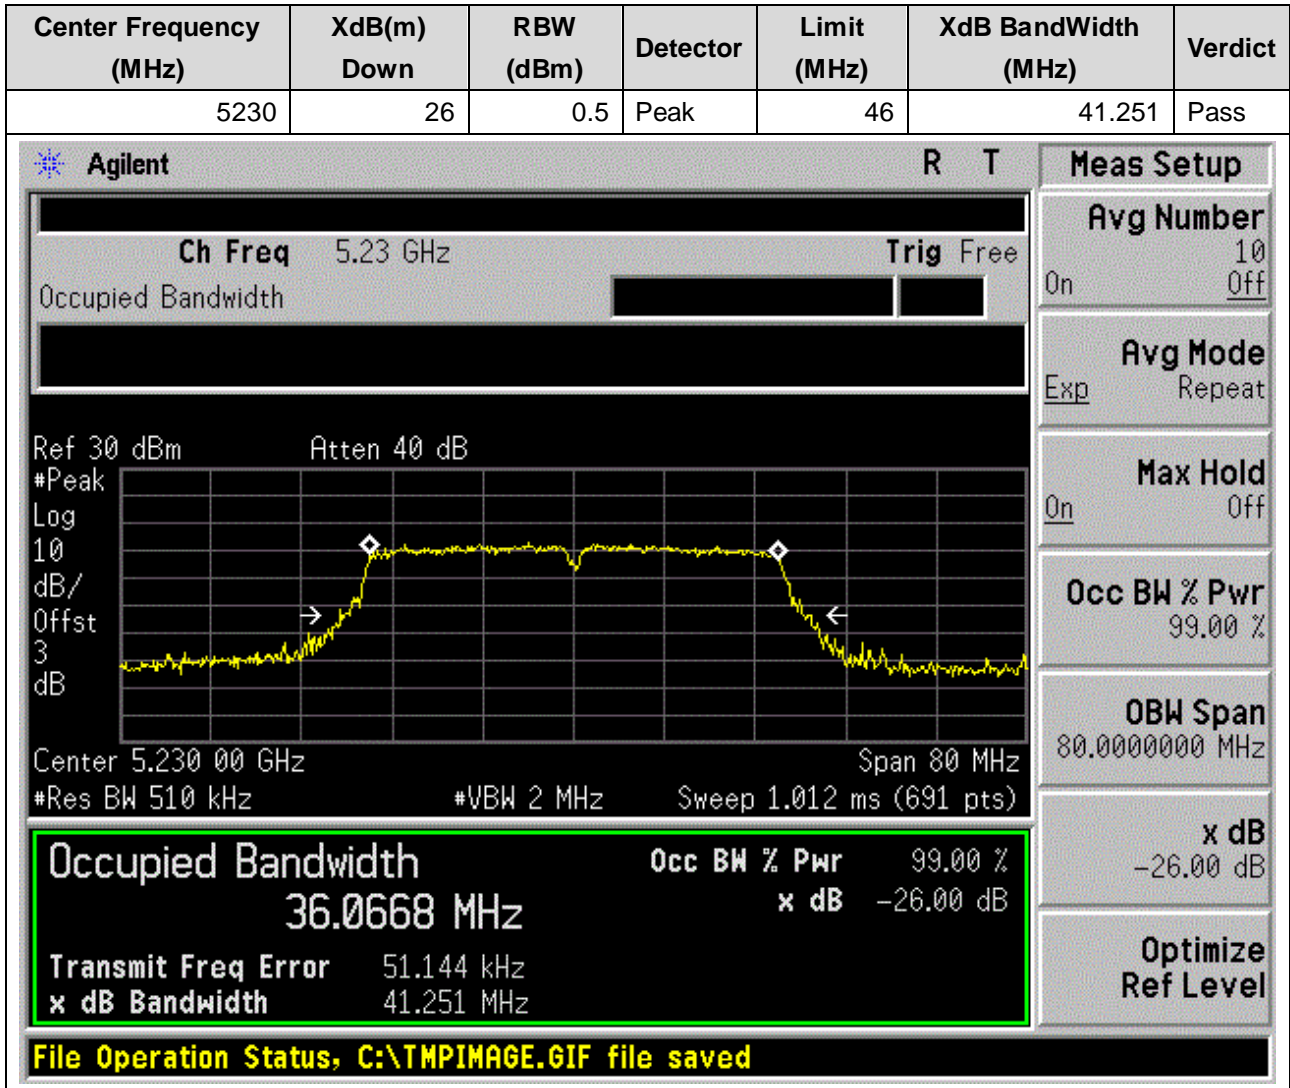 Center Frequency (MHz) XdB(m) Down RBW (dBm) Detector Limit (MHz) XdB BandWidth (MHz) Verdict
5230 26 0.5 Peak 46 41.251 Pass
Agilent R T Meas Setup
Ch Freq 5.23 GHz Trig Free
Occupied Bandwidth
Avg Number
10
On Off
Avg Mode
Exp Repeat
Max Hold
On Off
Occ BW % Pwr
99.00 %
OBW Span
80.0000000 MHz
x dB
-26.00 dB
Optimize
Ref Level
Ref 30 dBm Atten 40 dB
#Peak
Log
10
dB/
Offst
3
dB
Center 5.230 00 GHz Span 80 MHz
#Res BW 510 kHz #VBW 2 MHz Sweep 1.012 ms (691 pts)
Occupied Bandwidth Occ BW % Pwr 99.00 %
36.0668 MHz x dB -26.00 dB
Transmit Freq Error 51.144 kHz
x dB Bandwidth 41.251 MHz
File Operation Status, C:\TMPIMAGE.GIF file saved